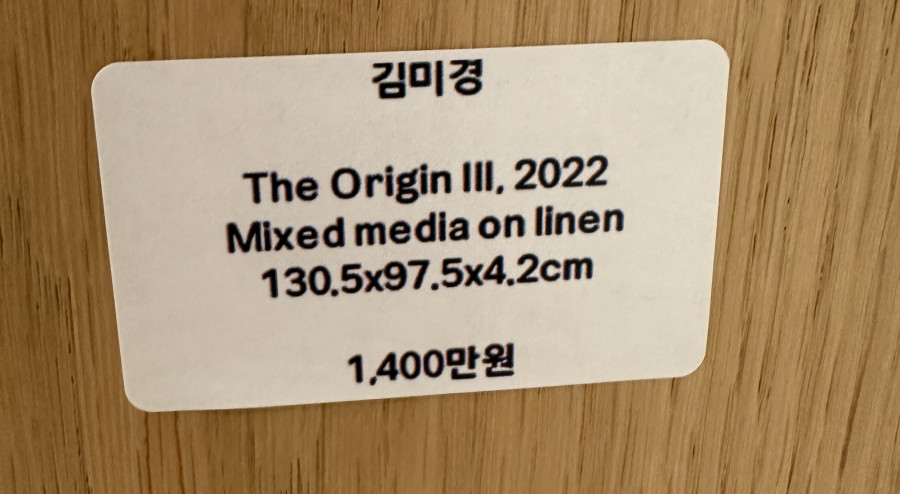 김미경
The Origin III, 2022
Mixed media on linen
130.5x97.5x4.2cm
1,400만원